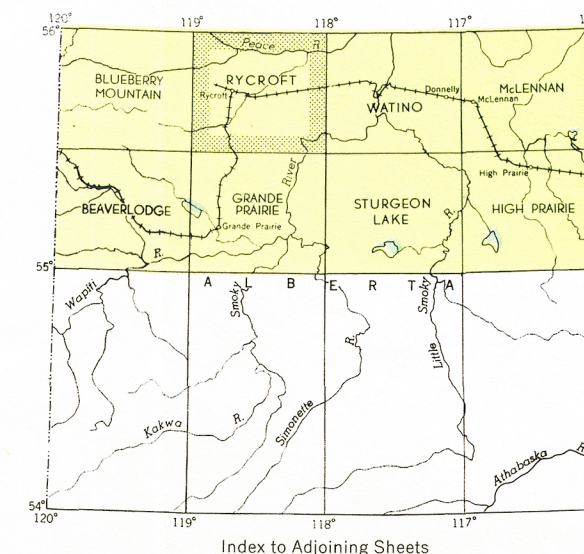 120° 119° 118° 117°
56°
Peace R.
BLUEBERRY
MOUNTAIN
RYCROFT
Rycroft
WATINO
Donnelly
McLennan
McLENNAN
High Prairie
River
BEAVERLODGE
GRANDE
PRAIRIE
Grande Prairie
STURGEON
LAKE
R.
HIGH PRAIRIE
R.
55°
A L B E R T A
Wapiti
Smoky
Smoky
R.
Little
Kakwa R.
Simonette
Athabaska R
54°
120° 119° 118° 117°
Index to Adjoining Sheets